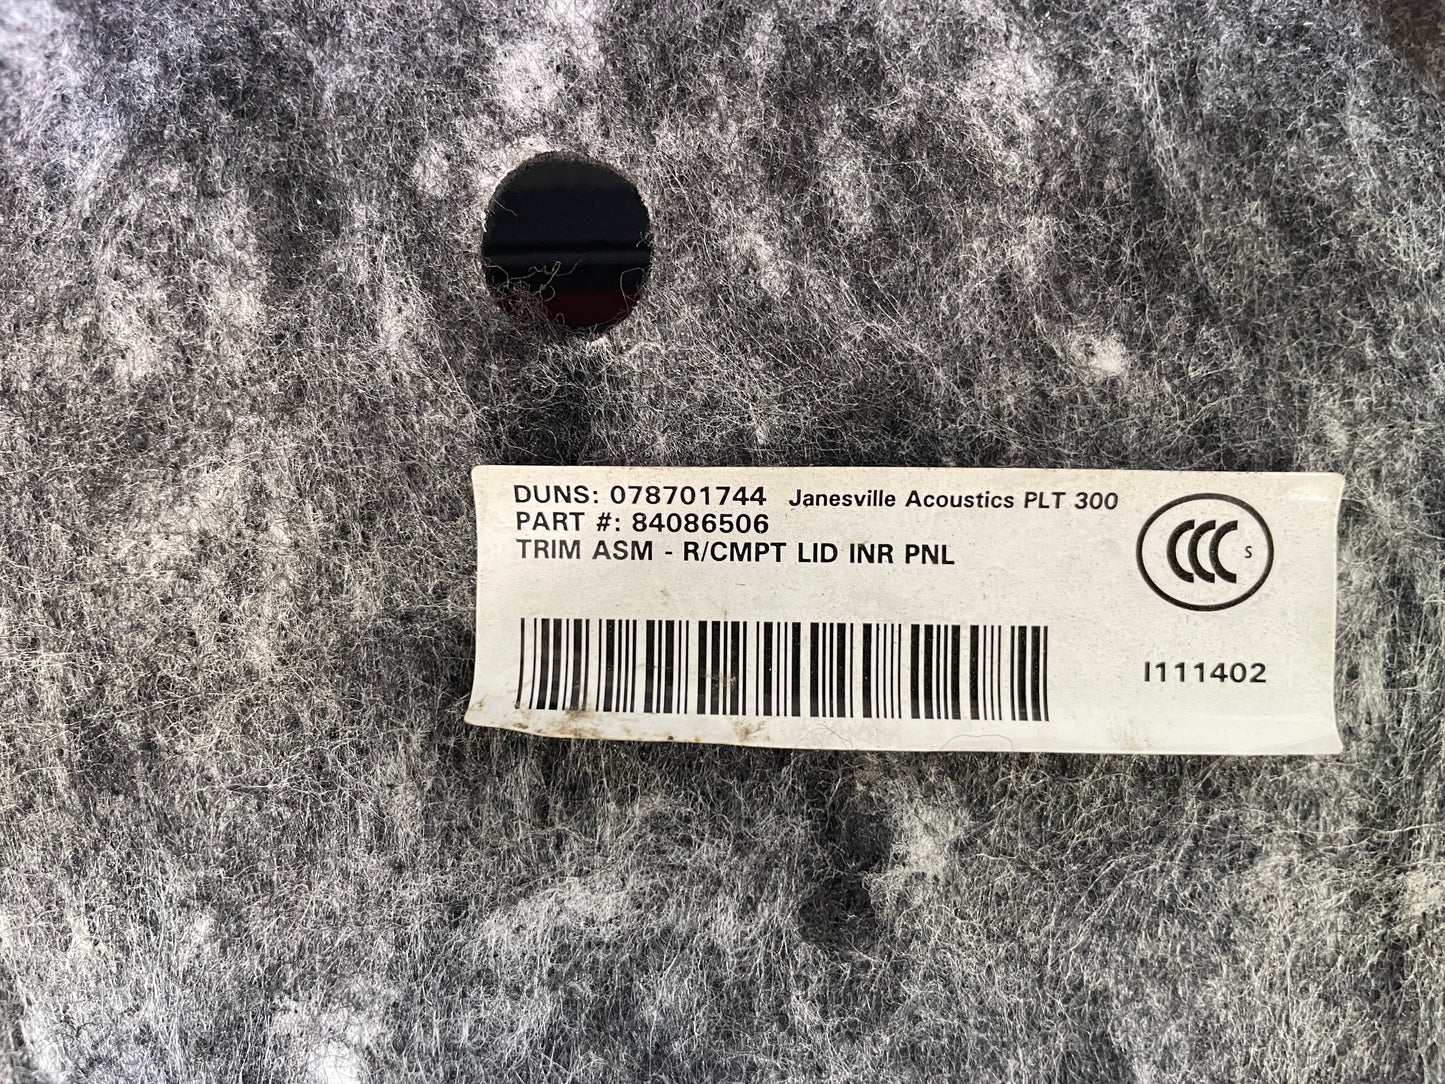 DUNS: 078701744 Janesville Acoustics PLT 300
PART #: 84086506
TRIM ASM - R/CMPT LID INR PNL
CCC S
I111402